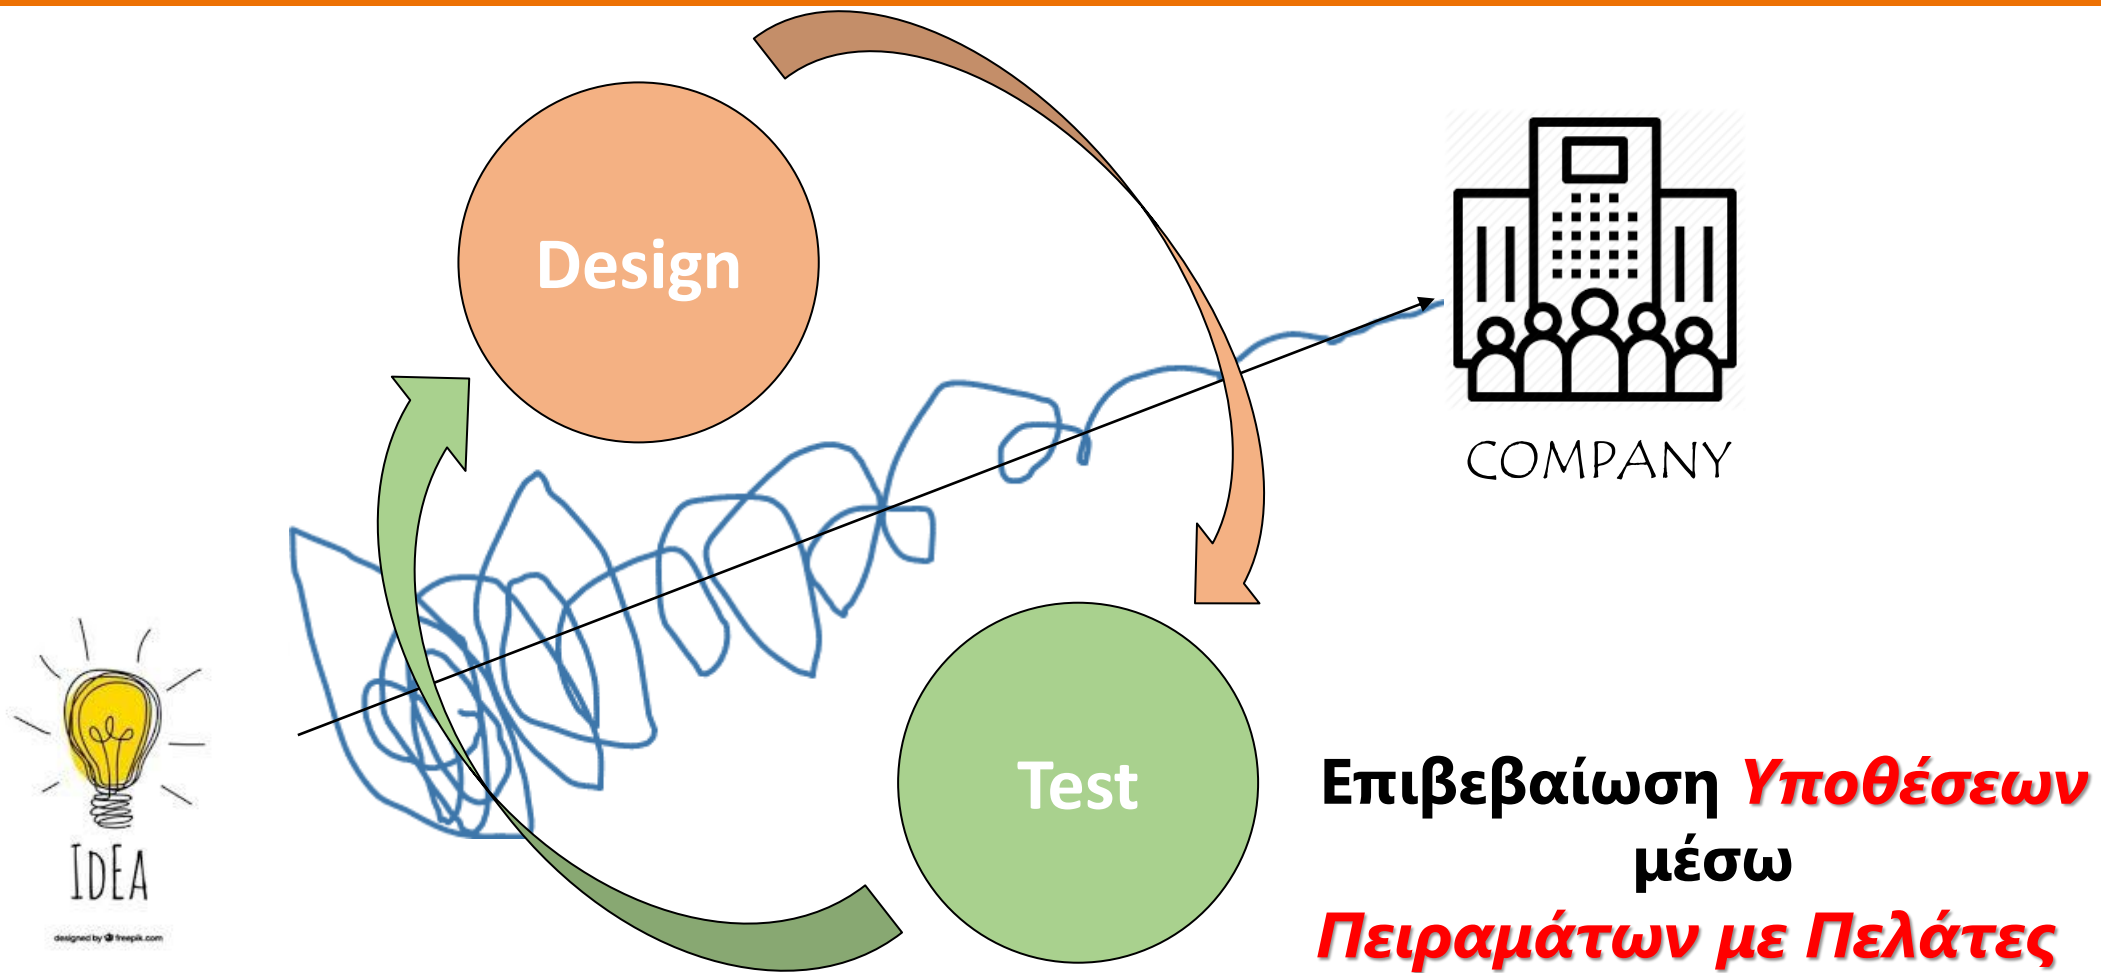 Design
COMPANY
Test
IDEA
designed by freepik.com
Επιβεβαίωση Υποθέσεων
μέσω
Πειραμάτων με Πελάτες